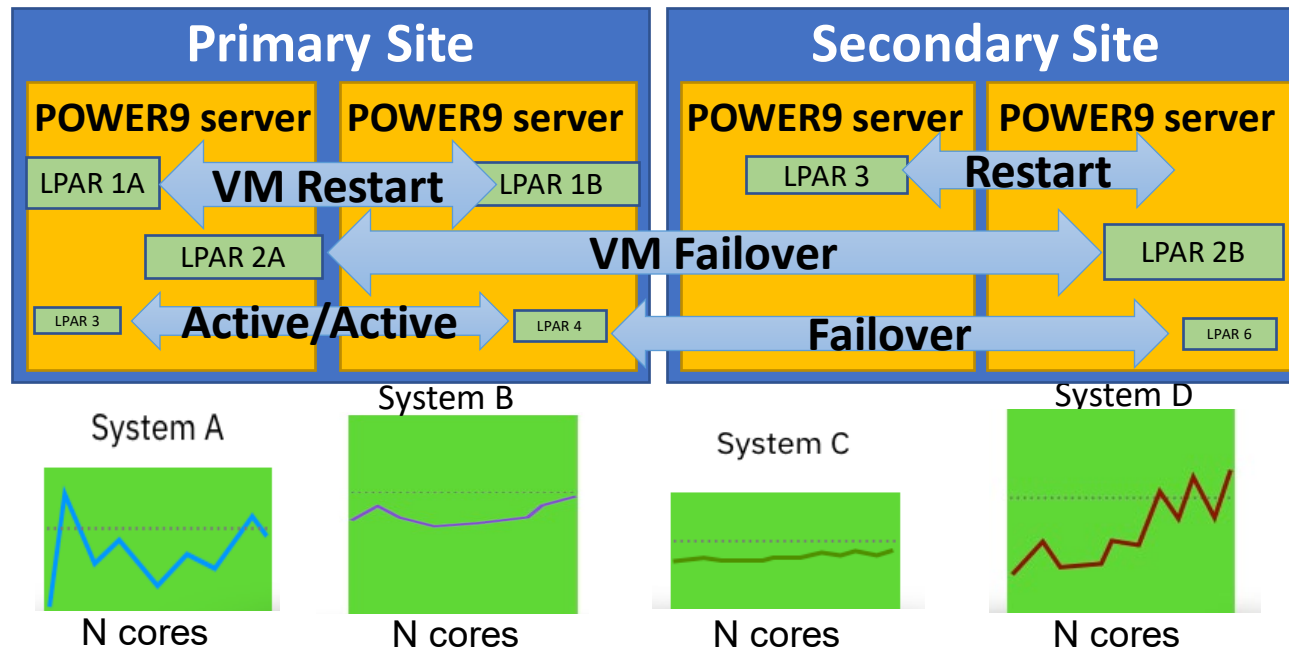 Primary Site
Secondary Site
POWER9 server
POWER9 server
POWER9 server
POWER9 server
LPAR 1A
VM Restart
LPAR 1B
LPAR 3
Restart
LPAR 2A
VM Failover
LPAR 2B
LPAR 3
Active/Active
LPAR 4
Failover
LPAR 6
System A
System B
System C
System D
N cores
N cores
N cores
N cores